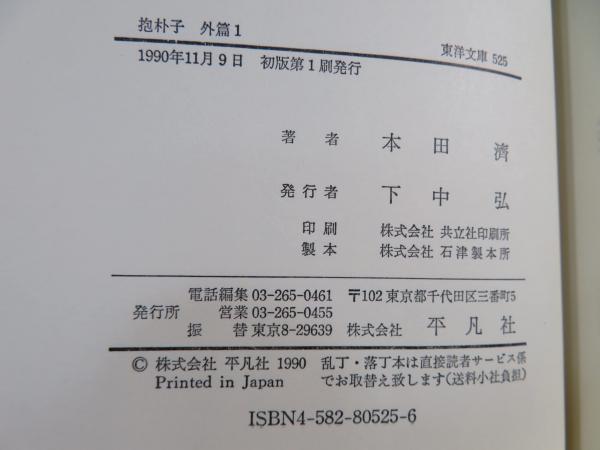 抱朴子　外篇1
東洋文庫 525
1990年11月9日　初版第1刷発行
著者　本田　濟
発行者　下中　弘
印刷　株式会社 共立社印刷所
製本　株式会社 石津製本所
電話編集 03-265-0461　〒102 東京都千代田区三番町5
発行所　営業 03-265-0455
振替 東京8-29639　株式会社 平凡社
© 株式会社 平凡社 1990　乱丁・落丁本は直接読者サービス係
Printed in Japan　でお取替え致します(送料小社負担)
ISBN4-582-80525-6